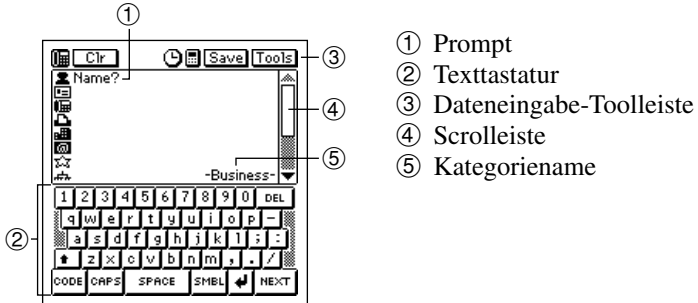 ①
Clr Save Tools ③
Name?
④
-Business- ⑤
②
1 2 3 4 5 6 7 8 9 0 DEL
q w e r t y u i o p -
a s d f g h j k l ; :
z x c v b n m , . /
CODE CAPS SPACE SMBL NEXT
① Prompt
② Texttastatur
③ Dateneingabe-Toolleiste
④ Scrolleiste
⑤ Kategoriename